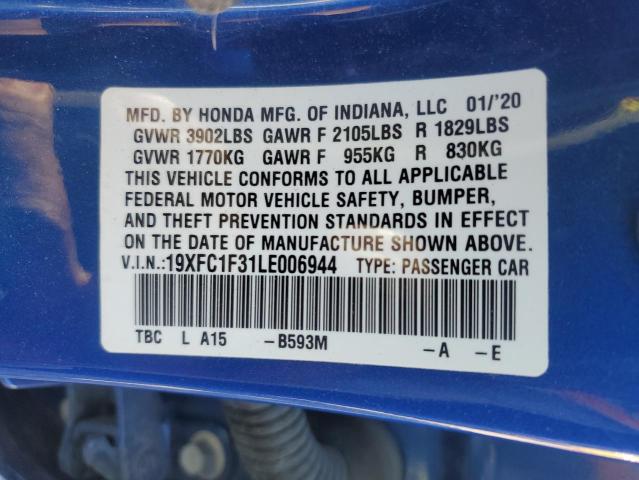 MFD. BY HONDA MFG. OF INDIANA, LLC 01/'20
GVWR 3902LBS GAWR F 2105LBS R 1829LBS
GVWR 1770KG GAWR F 955KG R 830KG
THIS VEHICLE CONFORMS TO ALL APPLICABLE
FEDERAL MOTOR VEHICLE SAFETY, BUMPER,
AND THEFT PREVENTION STANDARDS IN EFFECT
ON THE DATE OF MANUFACTURE SHOWN ABOVE.
V.I.N.:19XFC1F31LE006944 TYPE: PASSENGER CAR
TBC L A15 -B593M -A -E